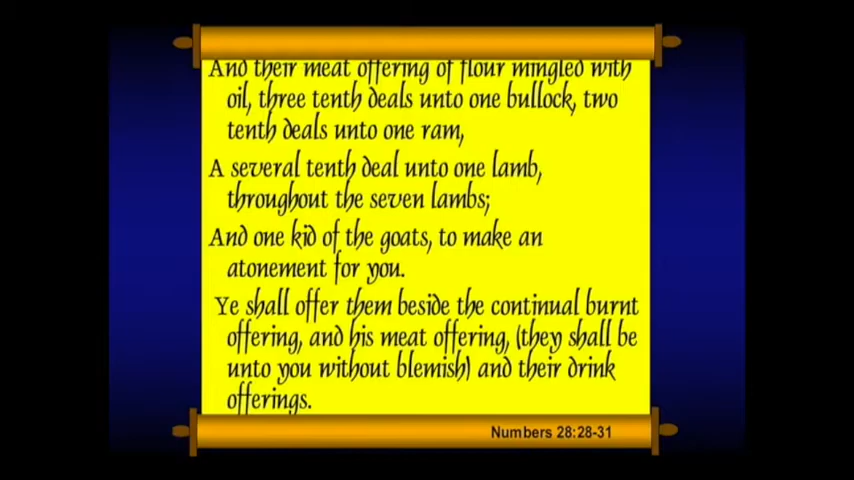 And their meat offering of flour mingled with
oil, three tenth deals unto one bullock, two
tenth deals unto one ram,
A several tenth deal unto one lamb,
throughout the seven lambs;
And one kid of the goats, to make an
atonement for you.
Ye shall offer them beside the continual burnt
offering, and his meat offering, (they shall be
unto you without blemish) and their drink
offerings.
Numbers 28:28-31